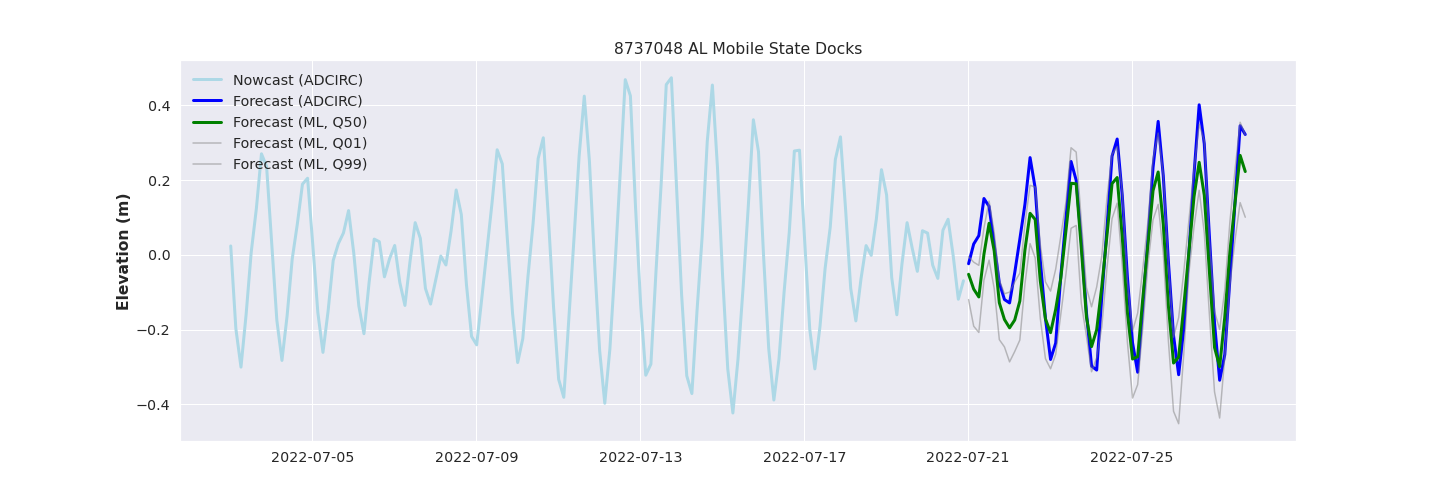 8737048 AL Mobile State Docks
Nowcast (ADCIRC)
Forecast (ADCIRC)
Forecast (ML, Q50)
Forecast (ML, Q01)
Forecast (ML, Q99)
Elevation (m)
0.4
0.2
0.0
−0.2
−0.4
2022-07-05 2022-07-09 2022-07-13 2022-07-17 2022-07-21 2022-07-25